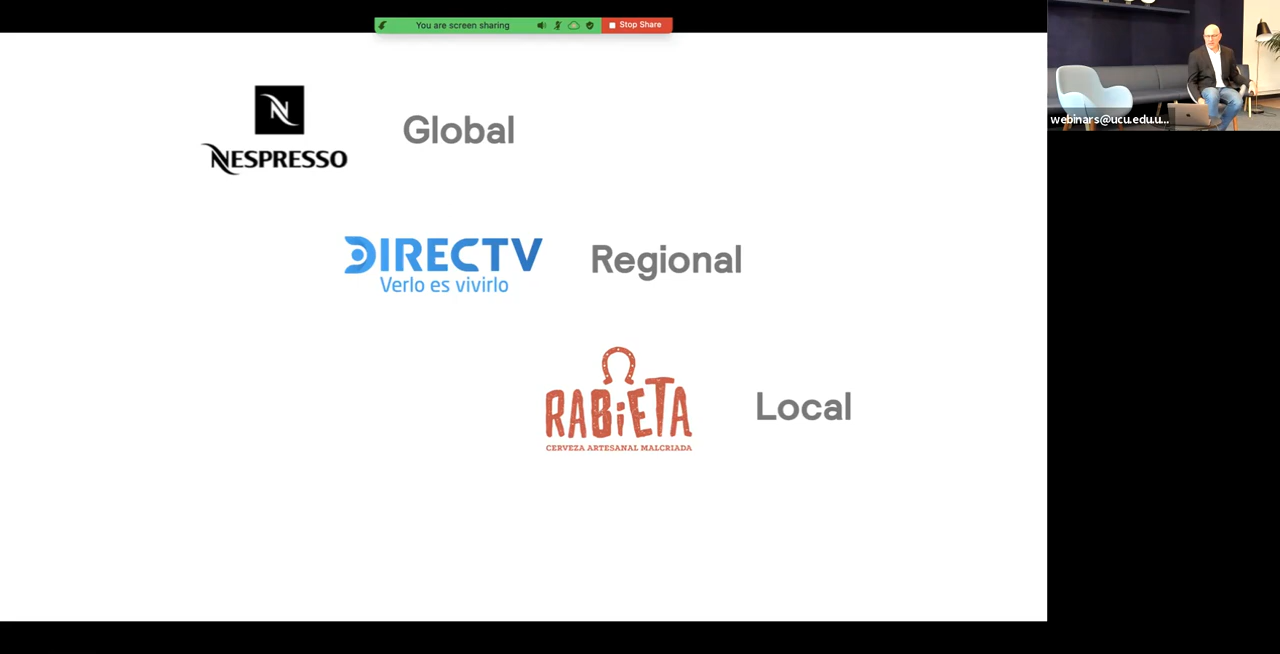 You are screen sharing
Stop Share
N
NESPRESSO
Global
DIRECTV
Verlo es vivirlo
Regional
RABiETA
CERVEZA ARTESANAL MALCRIADA
Local
webinars@ucu.edu.u...